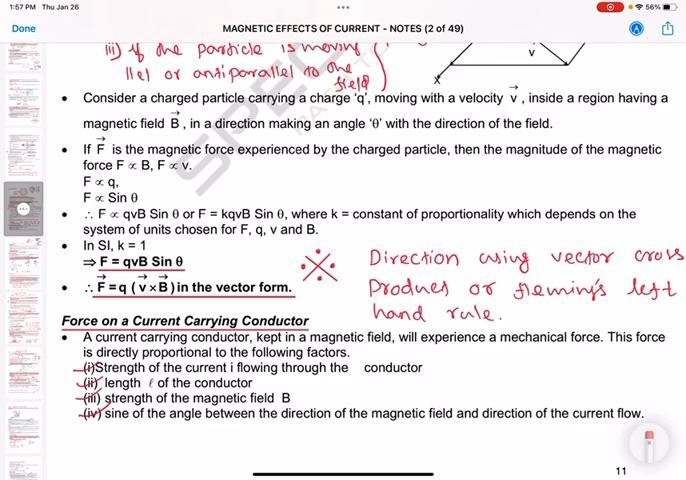 1:57 PM Thu Jan 26
56%
Done
MAGNETIC EFFECTS OF CURRENT - NOTES (2 of 49)
iii) if the particle is moving
llel or antiparallel to the
field
v
x
• Consider a charged particle carrying a charge 'q', moving with a velocity v⃗ , inside a region having a
magnetic field B⃗ , in a direction making an angle 'θ' with the direction of the field.
• If F⃗ is the magnetic force experienced by the charged particle, then the magnitude of the magnetic
force F ∝ B, F ∝ v.
F ∝ q,
F ∝ Sin θ
• ∴ F ∝ qvB Sin θ or F = kqvB Sin θ, where k = constant of proportionality which depends on the
system of units chosen for F, q, v and B.
• In SI, k = 1
⇒ F = qvB Sin θ
• ∴ F⃗ = q ( v⃗ × B⃗ ) in the vector form.
Direction using vector cross
Product or fleming's left
hand rule.
Force on a Current Carrying Conductor
• A current carrying conductor, kept in a magnetic field, will experience a mechanical force. This force
is directly proportional to the following factors.
(i) Strength of the current i flowing through the conductor
(ii) length ℓ of the conductor
(iii) strength of the magnetic field B
(iv) sine of the angle between the direction of the magnetic field and direction of the current flow.
11